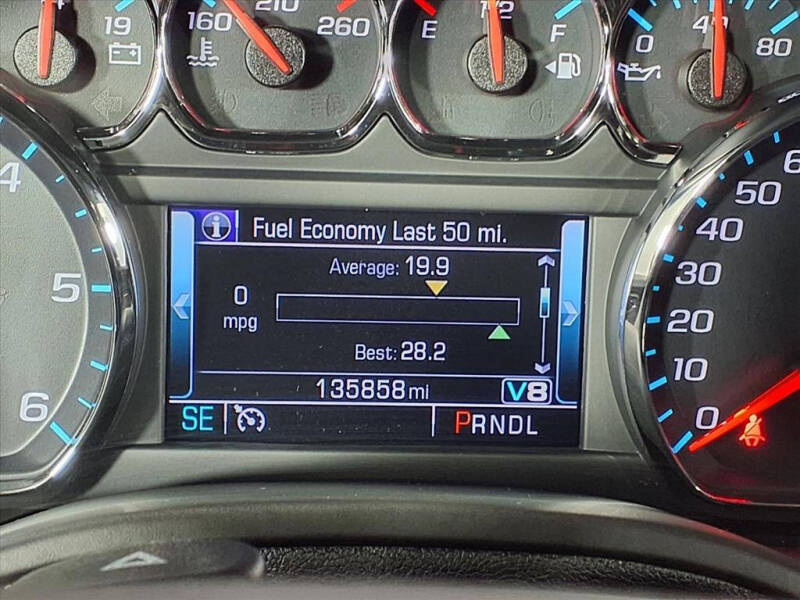 19
160 210 260
E 1/2 F
0 40 80
4
5
6
Fuel Economy Last 50 mi.
Average: 19.9
0
mpg
Best: 28.2
135858 mi
V8
SE
PRNDL
50
40
30
20
10
0